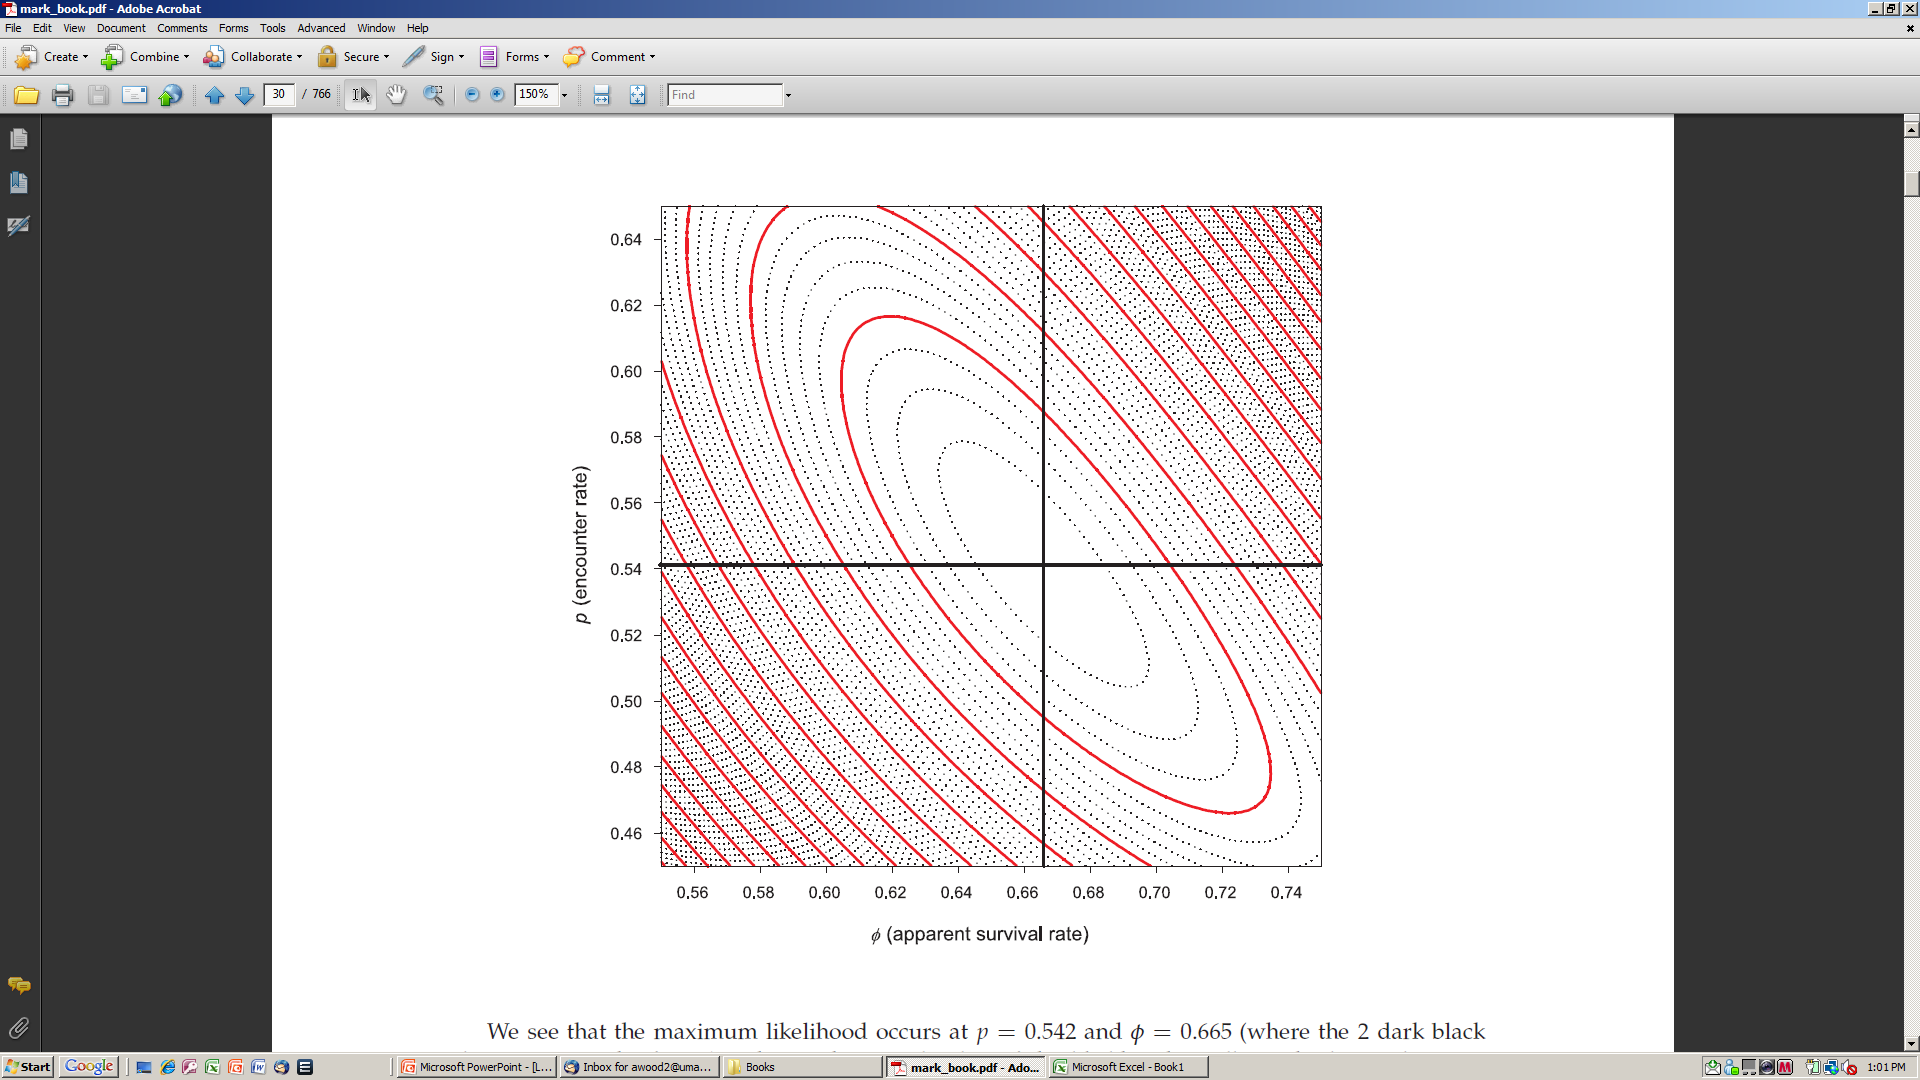 mark_book.pdf - Adobe Acrobat
File Edit View Document Comments Forms Tools Advanced Window Help
Create Combine Collaborate Secure Sign Forms Comment
30 / 766 150% Find
0.64
0.62
0.60
0.58
0.56
0.54
0.52
0.50
0.48
0.46
p (encounter rate)
0.56 0.58 0.60 0.62 0.64 0.66 0.68 0.70 0.72 0.74
ϕ (apparent survival rate)
We see that the maximum likelihood occurs at p = 0.542 and ϕ = 0.665 (where the 2 dark black
Start Google Microsoft PowerPoint - [L... Inbox for awood2@uma... Books mark_book.pdf - Ado... Microsoft Excel - Book1 1:01 PM